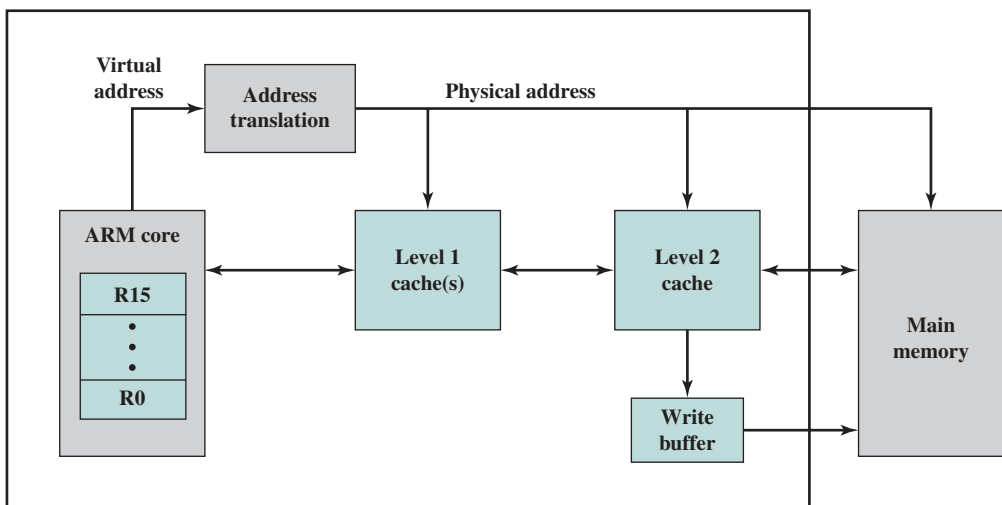 Virtual
address
Address
translation
Physical address
ARM core
R15
R0
Level 1
cache(s)
Level 2
cache
Write
buffer
Main
memory